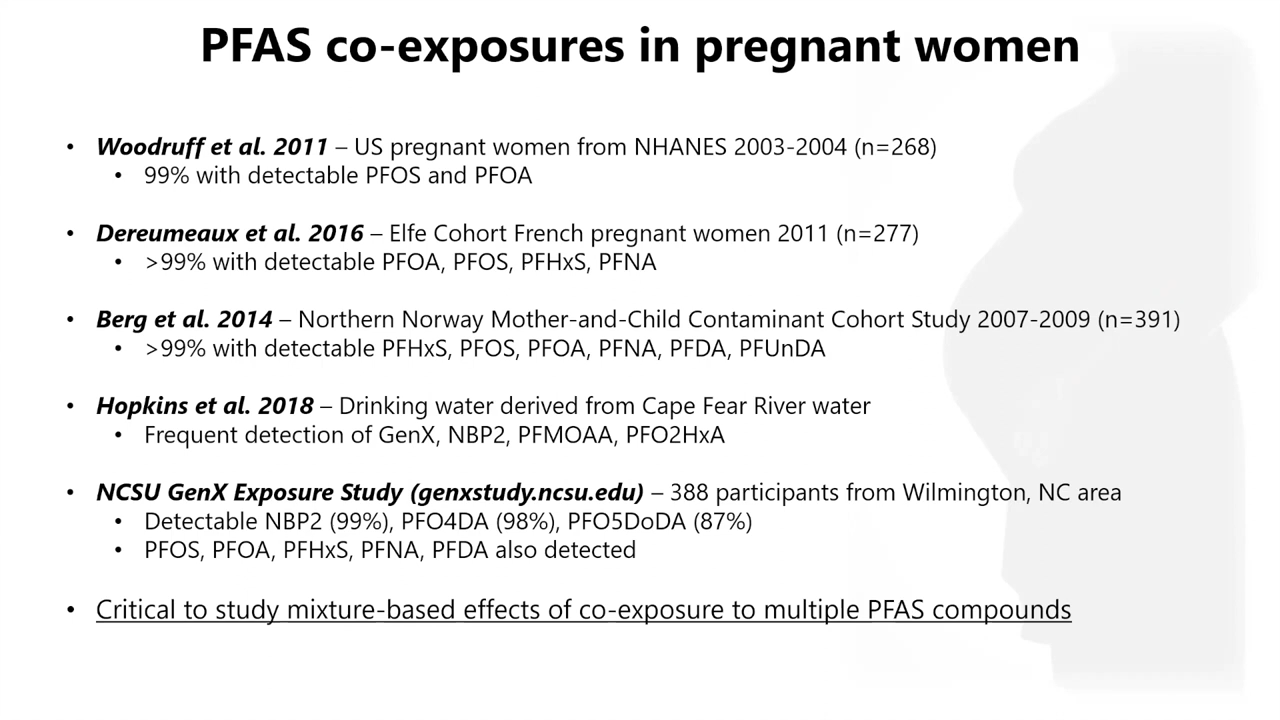 PFAS co-exposures in pregnant women
• Woodruff et al. 2011 – US pregnant women from NHANES 2003-2004 (n=268)
• 99% with detectable PFOS and PFOA
• Dereumeaux et al. 2016 – Elfe Cohort French pregnant women 2011 (n=277)
• >99% with detectable PFOA, PFOS, PFHxS, PFNA
• Berg et al. 2014 – Northern Norway Mother-and-Child Contaminant Cohort Study 2007-2009 (n=391)
• >99% with detectable PFHxS, PFOS, PFOA, PFNA, PFDA, PFUnDA
• Hopkins et al. 2018 – Drinking water derived from Cape Fear River water
• Frequent detection of GenX, NBP2, PFMOAA, PFO2HxA
• NCSU GenX Exposure Study (genxstudy.ncsu.edu) – 388 participants from Wilmington, NC area
• Detectable NBP2 (99%), PFO4DA (98%), PFO5DoDA (87%)
• PFOS, PFOA, PFHxS, PFNA, PFDA also detected
• Critical to study mixture-based effects of co-exposure to multiple PFAS compounds